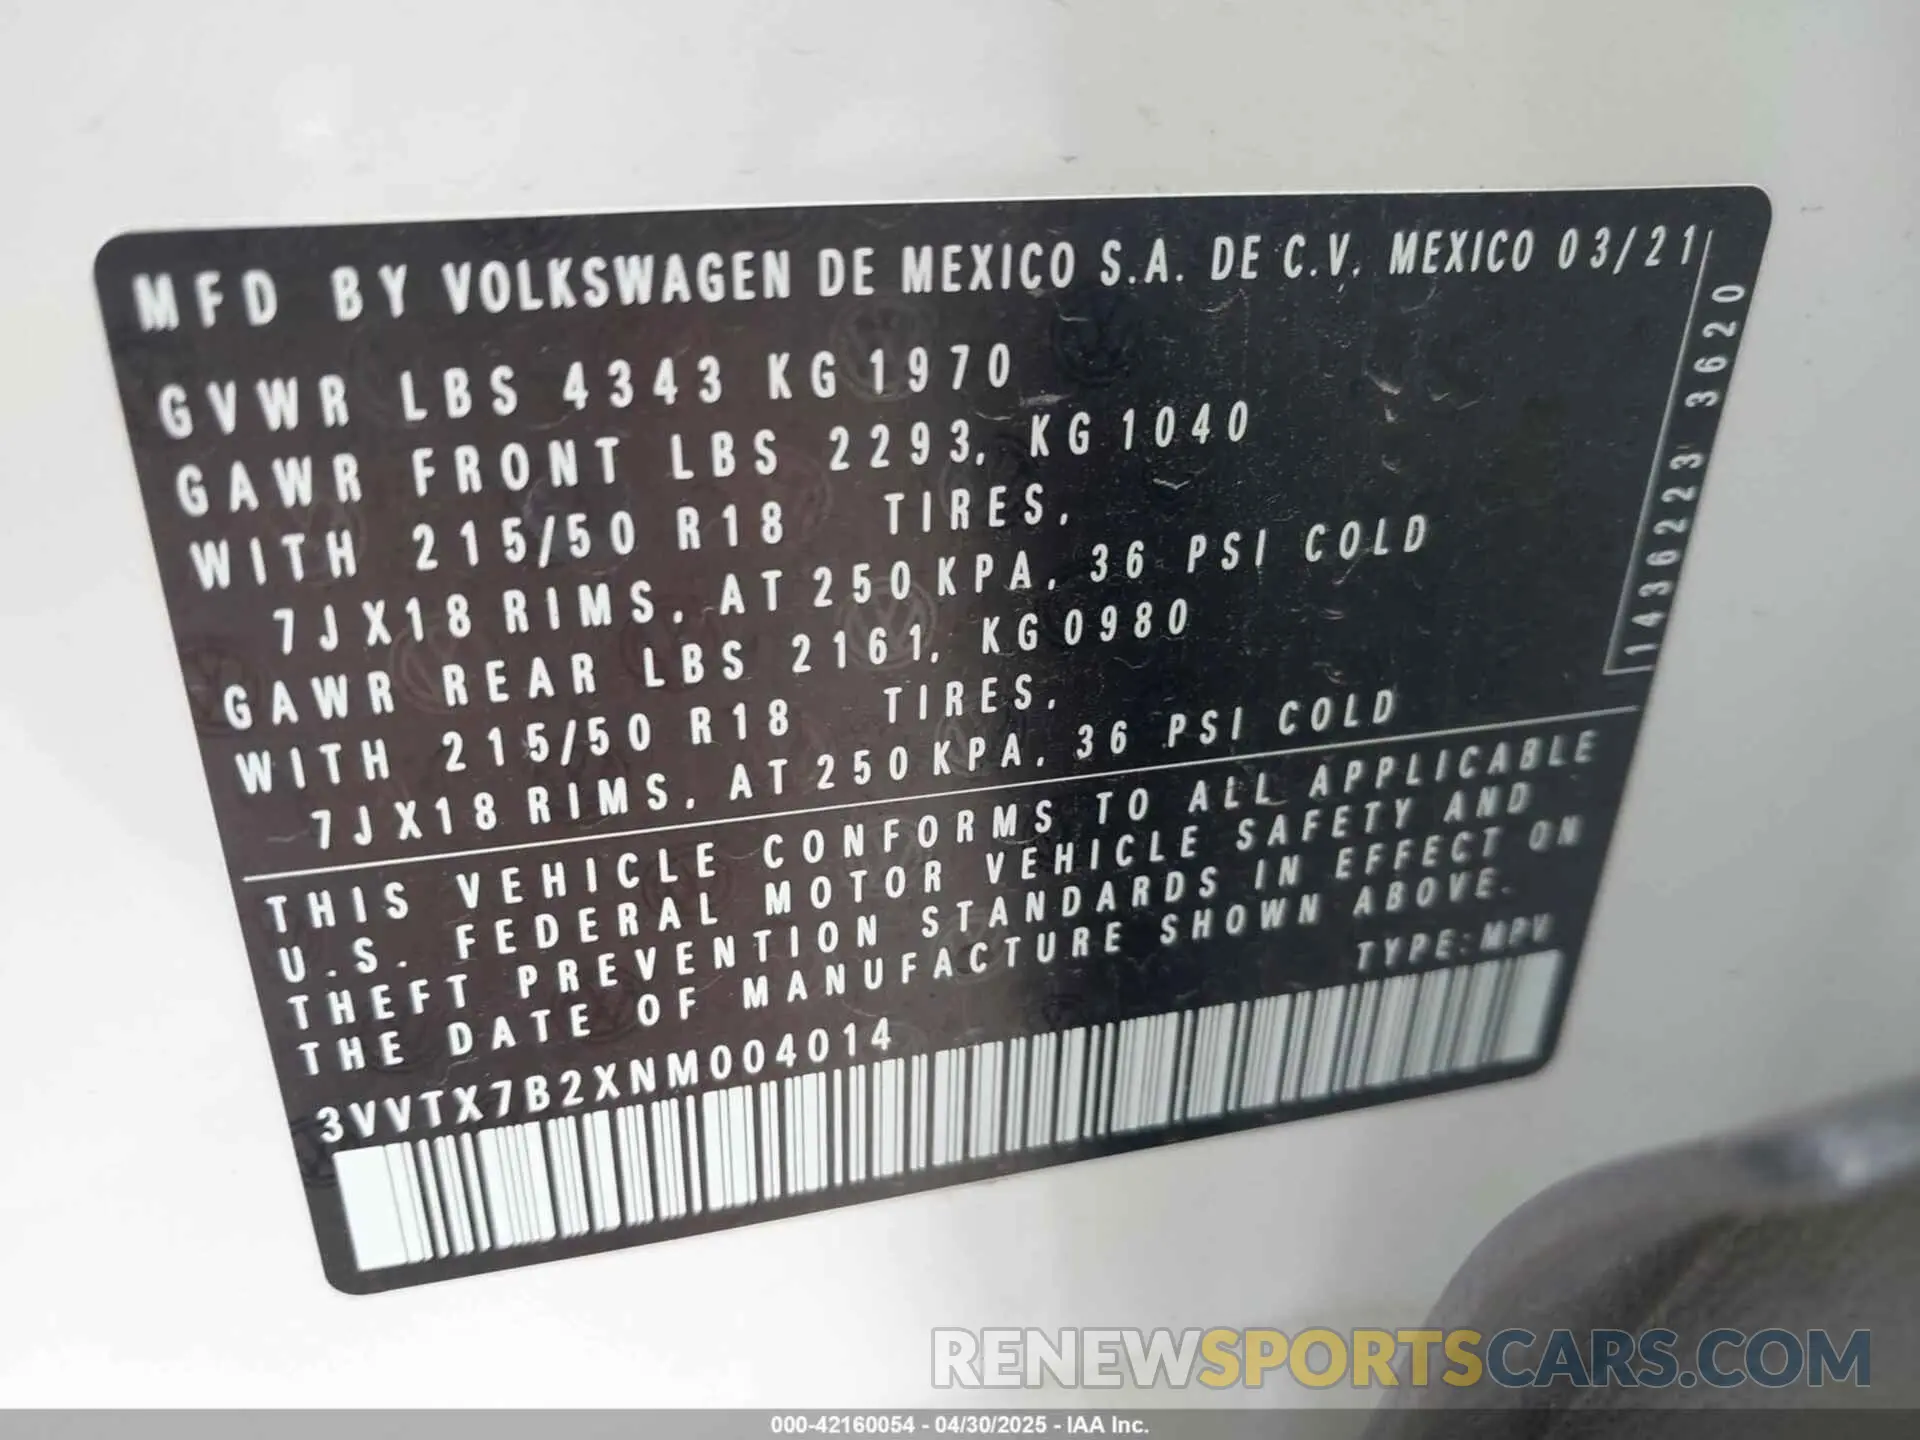 MFD BY VOLKSWAGEN DE MEXICO S.A. DE C.V. MEXICO 03/21
GVWR LBS 4343 KG 1970
GAWR FRONT LBS 2293, KG 1040
WITH 215/50 R18 TIRES,
7JX18 RIMS, AT 250 KPA, 36 PSI COLD
GAWR REAR LBS 2161, KG 0980
WITH 215/50 R18 TIRES,
7JX18 RIMS, AT 250 KPA, 36 PSI COLD
1436223 3620
THIS VEHICLE CONFORMS TO ALL APPLICABLE
U.S. FEDERAL MOTOR VEHICLE SAFETY AND
THEFT PREVENTION STANDARDS IN EFFECT ON
THE DATE OF MANUFACTURE SHOWN ABOVE.
TYPE: MPV
3VVTX7B2XNM004014
RENEWSPORTSCARS.COM
000-42160054 - 04/30/2025 - IAA Inc.